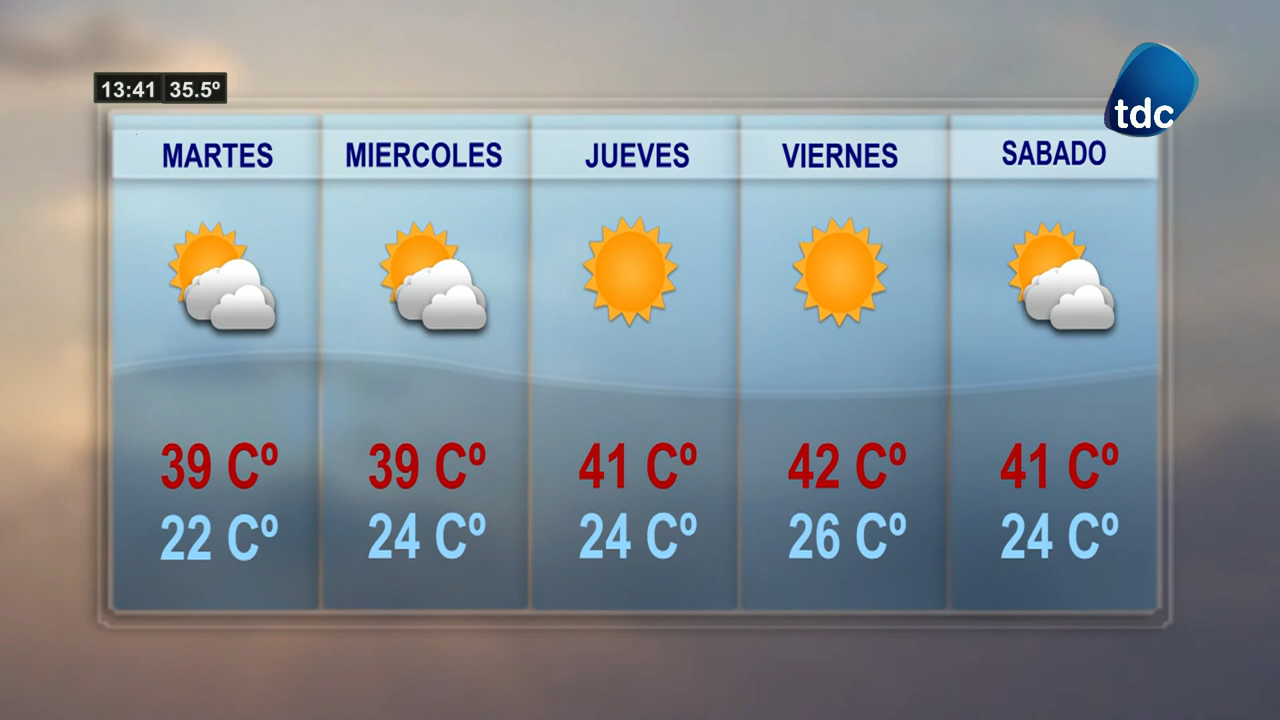 13:41 35.5º
tdc
MARTES MIERCOLES JUEVES VIERNES SABADO
39 Cº 39 Cº 41 Cº 42 Cº 41 Cº
22 Cº 24 Cº 24 Cº 26 Cº 24 Cº